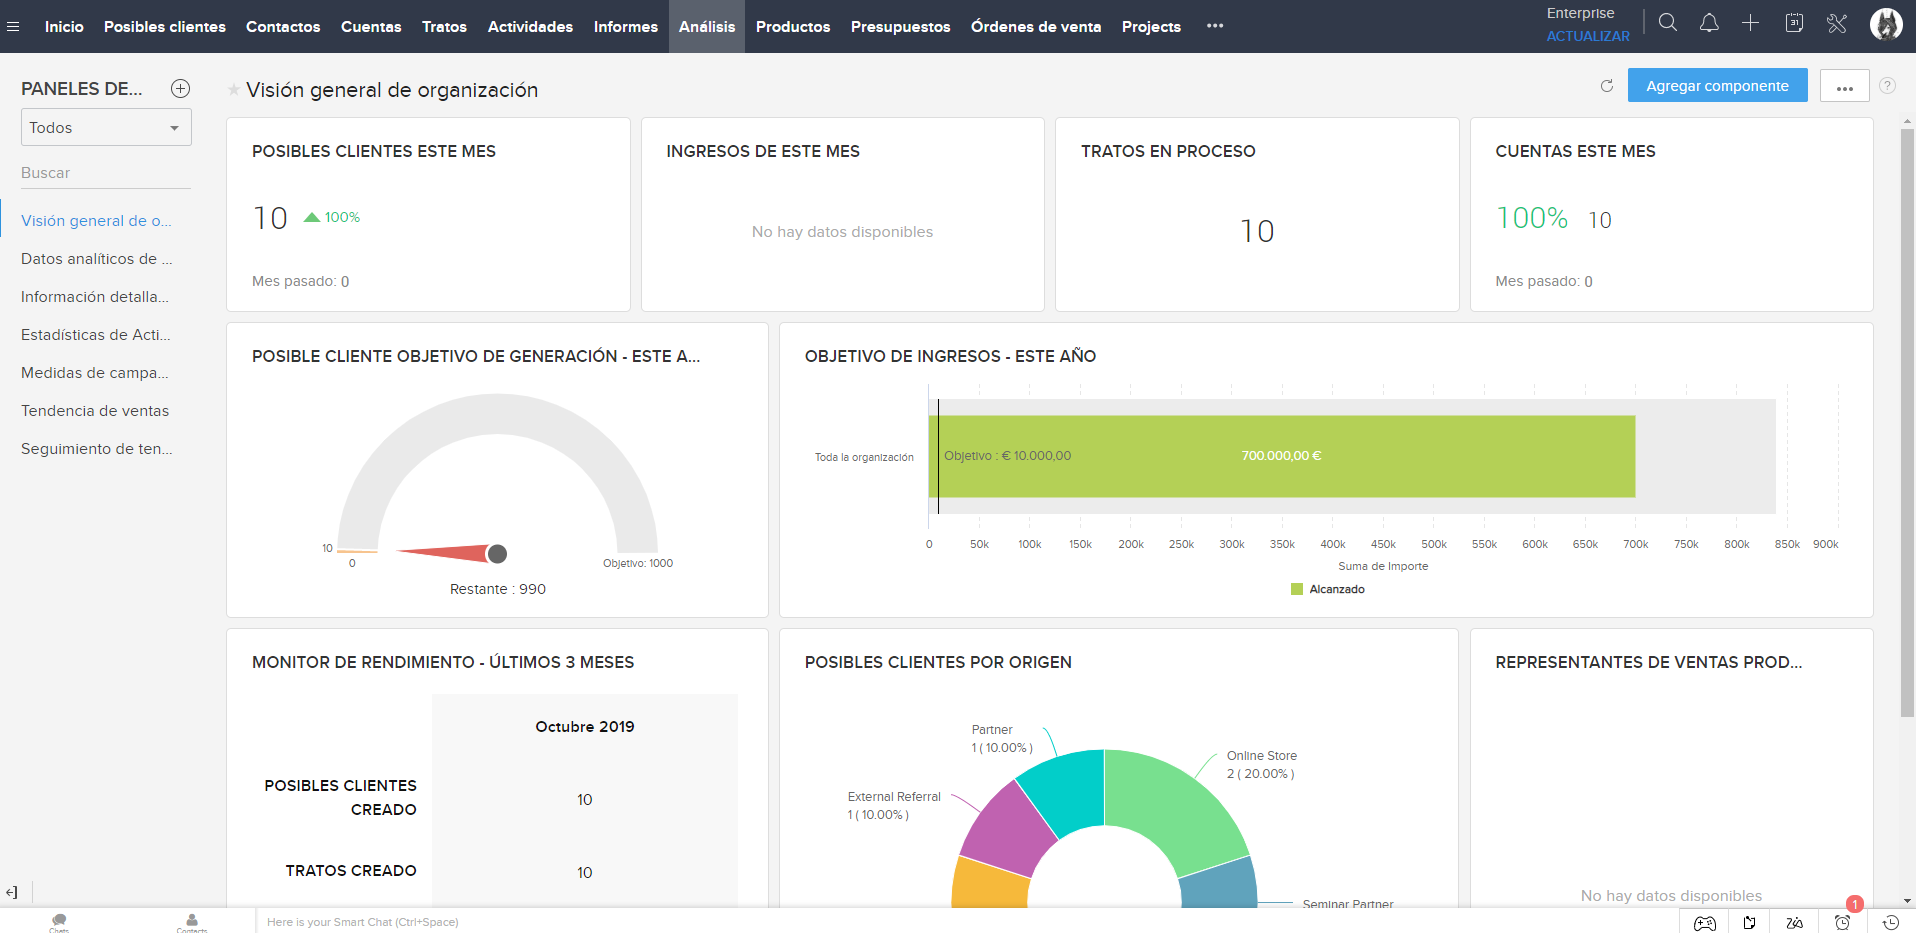 Inicio Posibles clientes Contactos Cuentas Tratos Actividades Informes Análisis Productos Presupuestos Órdenes de venta Projects
Enterprise
ACTUALIZAR
31
PANELES DE...
Todos
Buscar
Visión general de o...
Datos analíticos de ...
Información detalla...
Estadísticas de Acti...
Medidas de campa...
Tendencia de ventas
Seguimiento de ten...
Visión general de organización
Agregar componente
...
?
POSIBLES CLIENTES ESTE MES
10 100%
Mes pasado: 0
INGRESOS DE ESTE MES
No hay datos disponibles
TRATOS EN PROCESO
10
CUENTAS ESTE MES
100% 10
Mes pasado: 0
POSIBLE CLIENTE OBJETIVO DE GENERACIÓN - ESTE A...
10
0
Objetivo: 1000
Restante : 990
OBJETIVO DE INGRESOS - ESTE AÑO
Toda la organización
Objetivo : € 10.000,00
700.000,00 €
0 50k 100k 150k 200k 250k 300k 350k 400k 450k 500k 550k 600k 650k 700k 750k 800k 850k 900k
Suma de Importe
Alcanzado
MONITOR DE RENDIMIENTO - ÚLTIMOS 3 MESES
Octubre 2019
POSIBLES CLIENTES
CREADO
10
TRATOS CREADO
10
POSIBLES CLIENTES POR ORIGEN
Partner
1 ( 10.00% )
Online Store
2 ( 20.00% )
External Referral
1 ( 10.00% )
Seminar Partner
REPRESENTANTES DE VENTAS PROD...
No hay datos disponibles
Chats
Contacts
Here is your Smart Chat (Ctrl+Space)
1